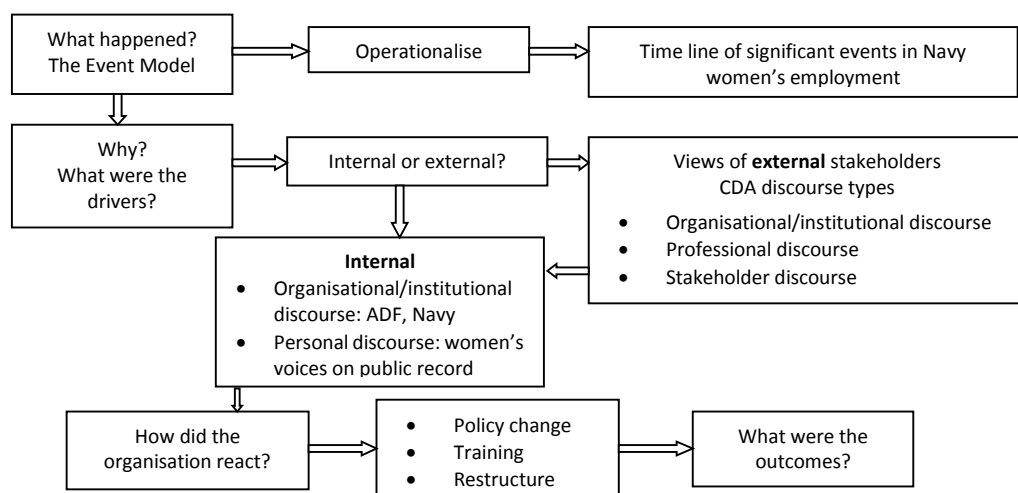 What happened?
The Event Model
Operationalise
Time line of significant events in Navy
women’s employment
Why?
What were the
drivers?
Internal or external?
Views of external stakeholders
CDA discourse types
• Organisational/institutional discourse
• Professional discourse
• Stakeholder discourse
Internal
• Organisational/institutional
discourse: ADF, Navy
• Personal discourse: women’s
voices on public record
How did the
organisation react?
• Policy change
• Training
• Restructure
What were the
outcomes?